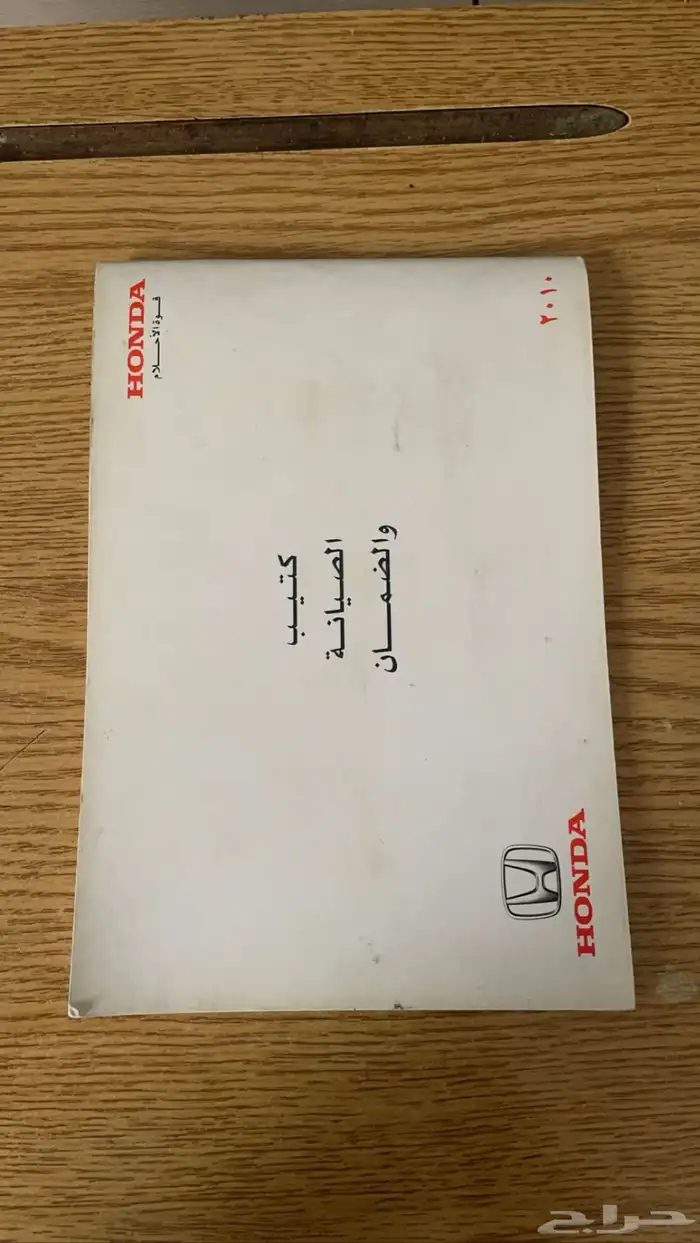 HONDA
قوة الأحلام
٢٠١٠
كتيب
الصيانة
والضمان
HONDA
حراج